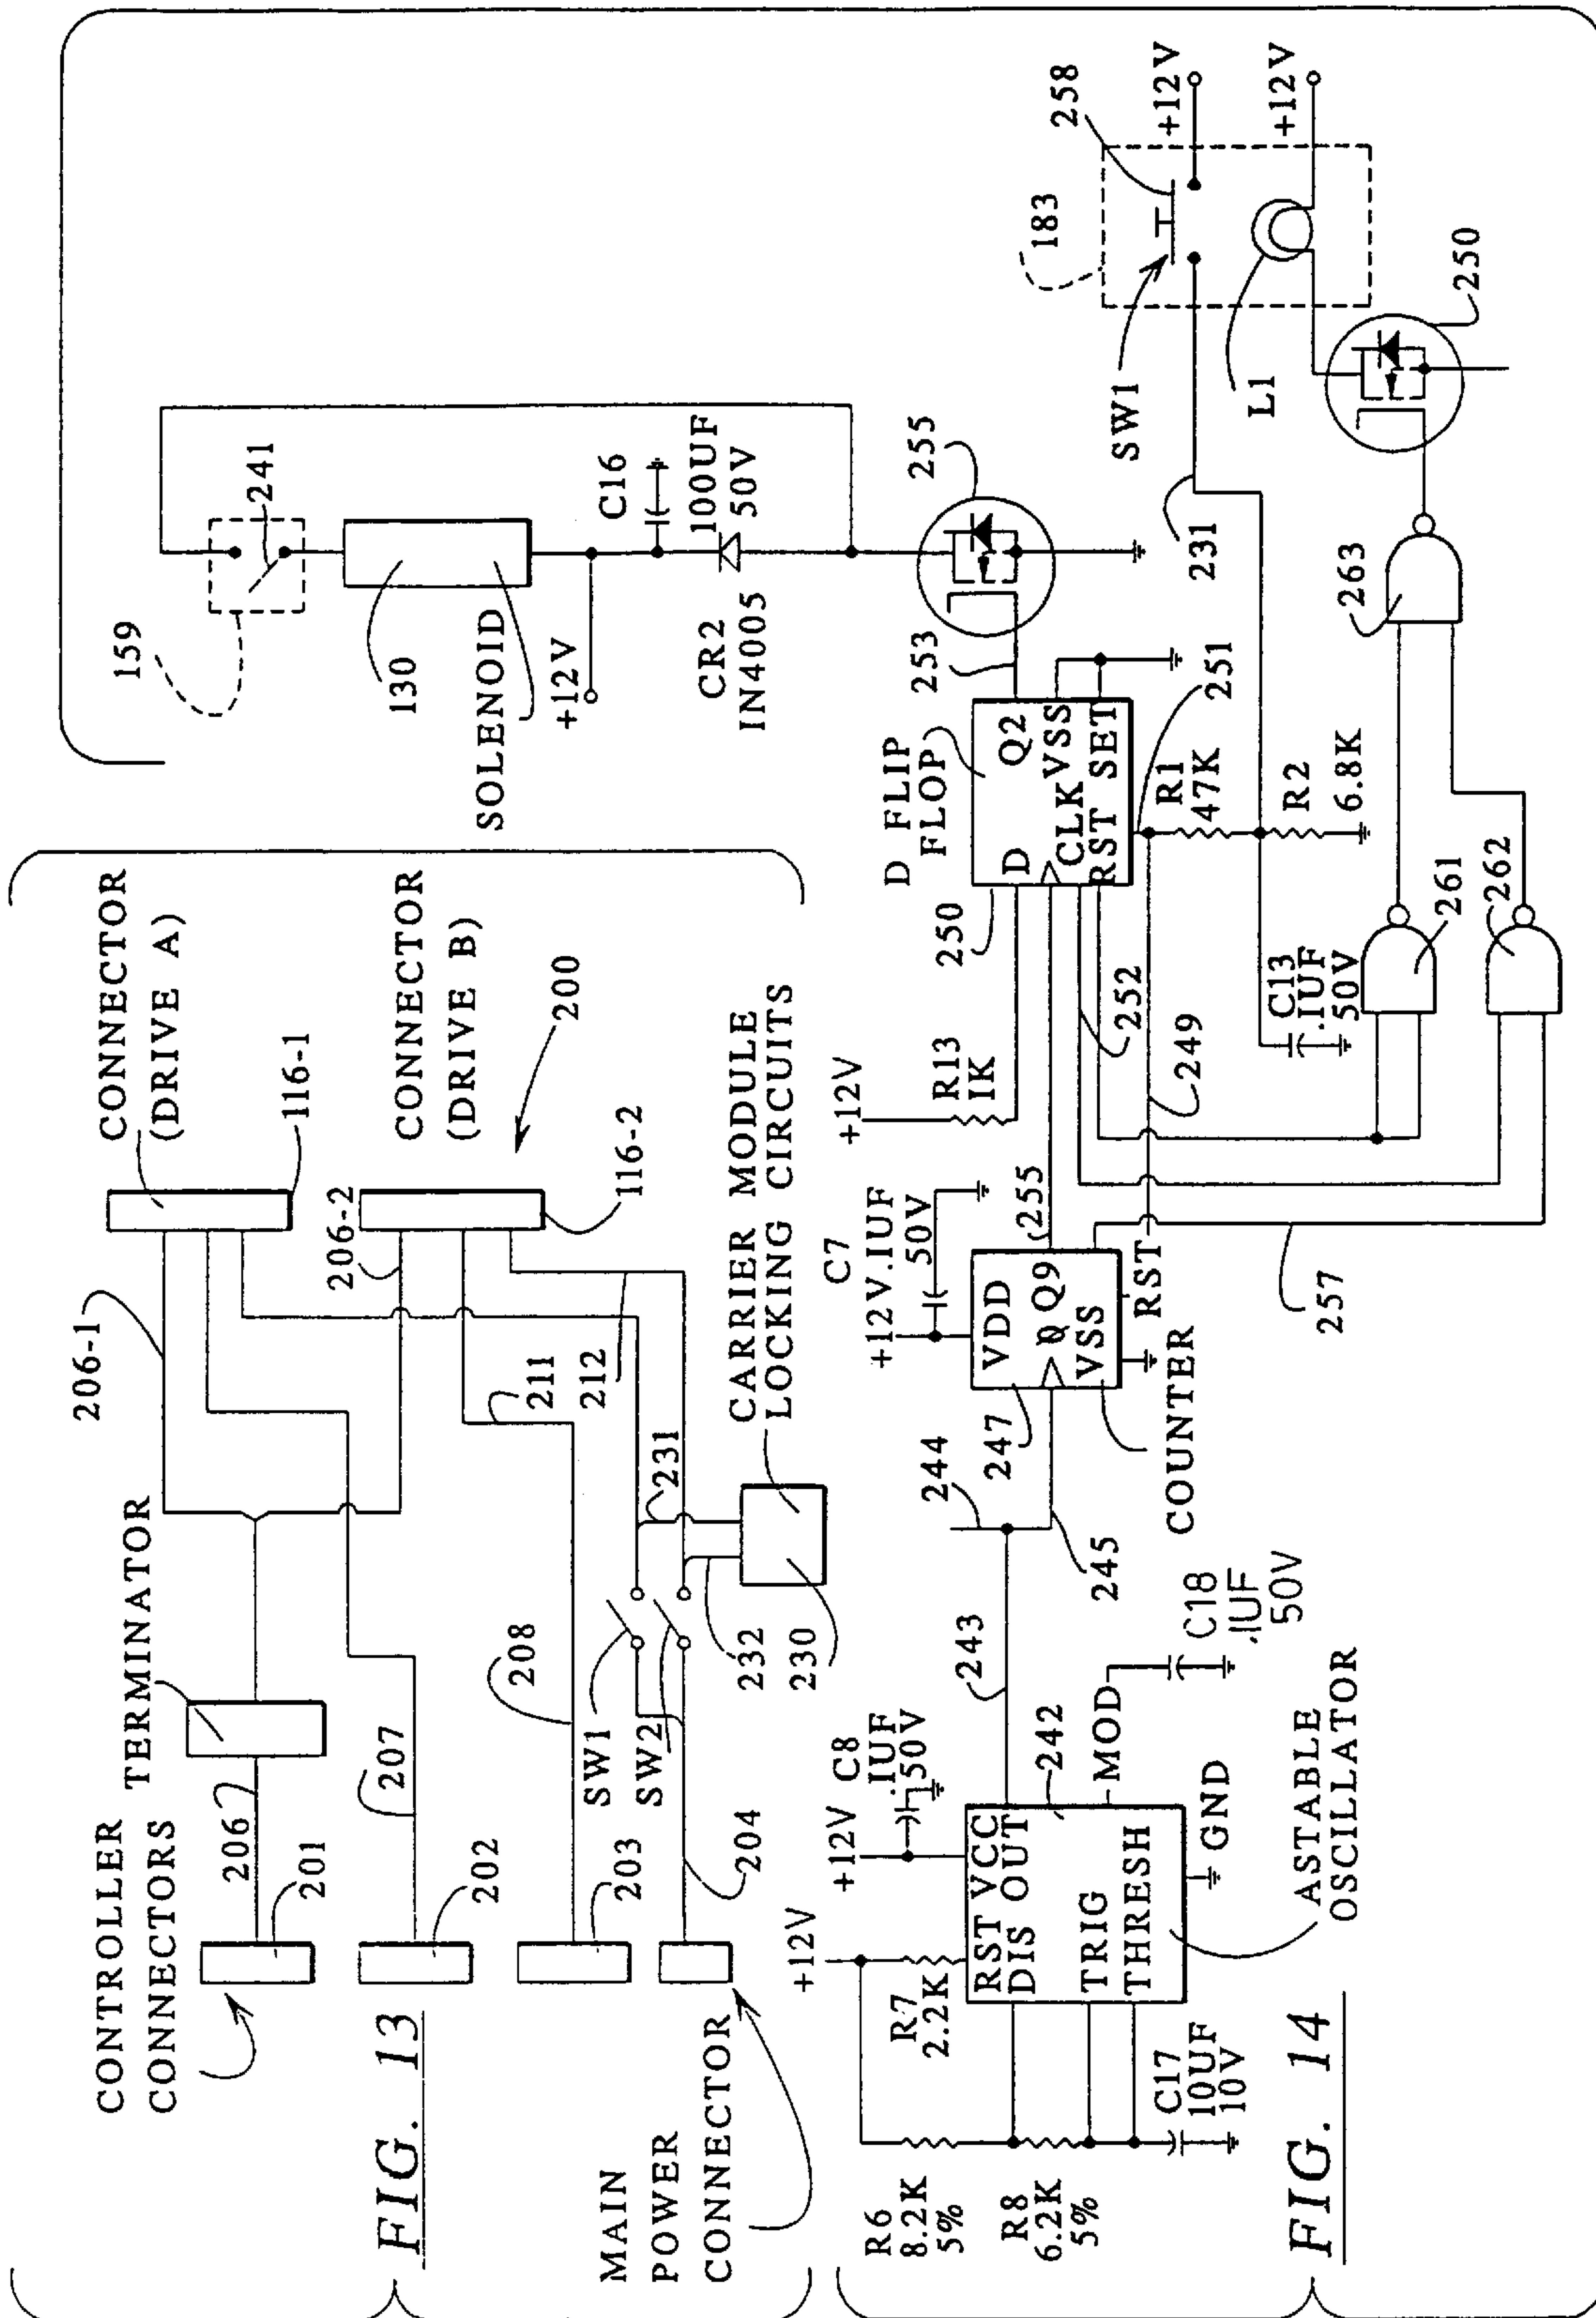 CONTROLLER
CONNECTORS
TERMINATOR
206
201
207
202
208
203
SW1
SW2
204
232
230
231
211
212
206-1
206-2
CONNECTOR
(DRIVE A)
116-1
CONNECTOR
(DRIVE B)
200
116-2
CARRIER MODULE
LOCKING CIRCUITS
MAIN
POWER
CONNECTOR
FIG. 13
+12V
+12V
C8
.1UF
50V
R7
2.2K
R6
8.2K
5%
R8
6.2K
5%
C17
10UF
10V
RST VCC
DIS OUT
TRIG
THRESH
242
MOD
GND
C18
.1UF
50V
ASTABLE
OSCILLATOR
243
244
245
247
C7
+12V .1UF
50V
VDD
Q9
VSS
RST
COUNTER
255
257
+12V
R13
1K
252
249
250
D FLIP
FLOP
D
Q2
CLK
VSS
RST SET
253
255
251
R1
47K
R2
6.8K
C13
.1UF
50V
261
262
263
231
SW1
L1
183
258
+12V
+12V
250
159
241
130
SOLENOID
+12V
C16
100UF
50V
CR2
IN4005
FIG. 14